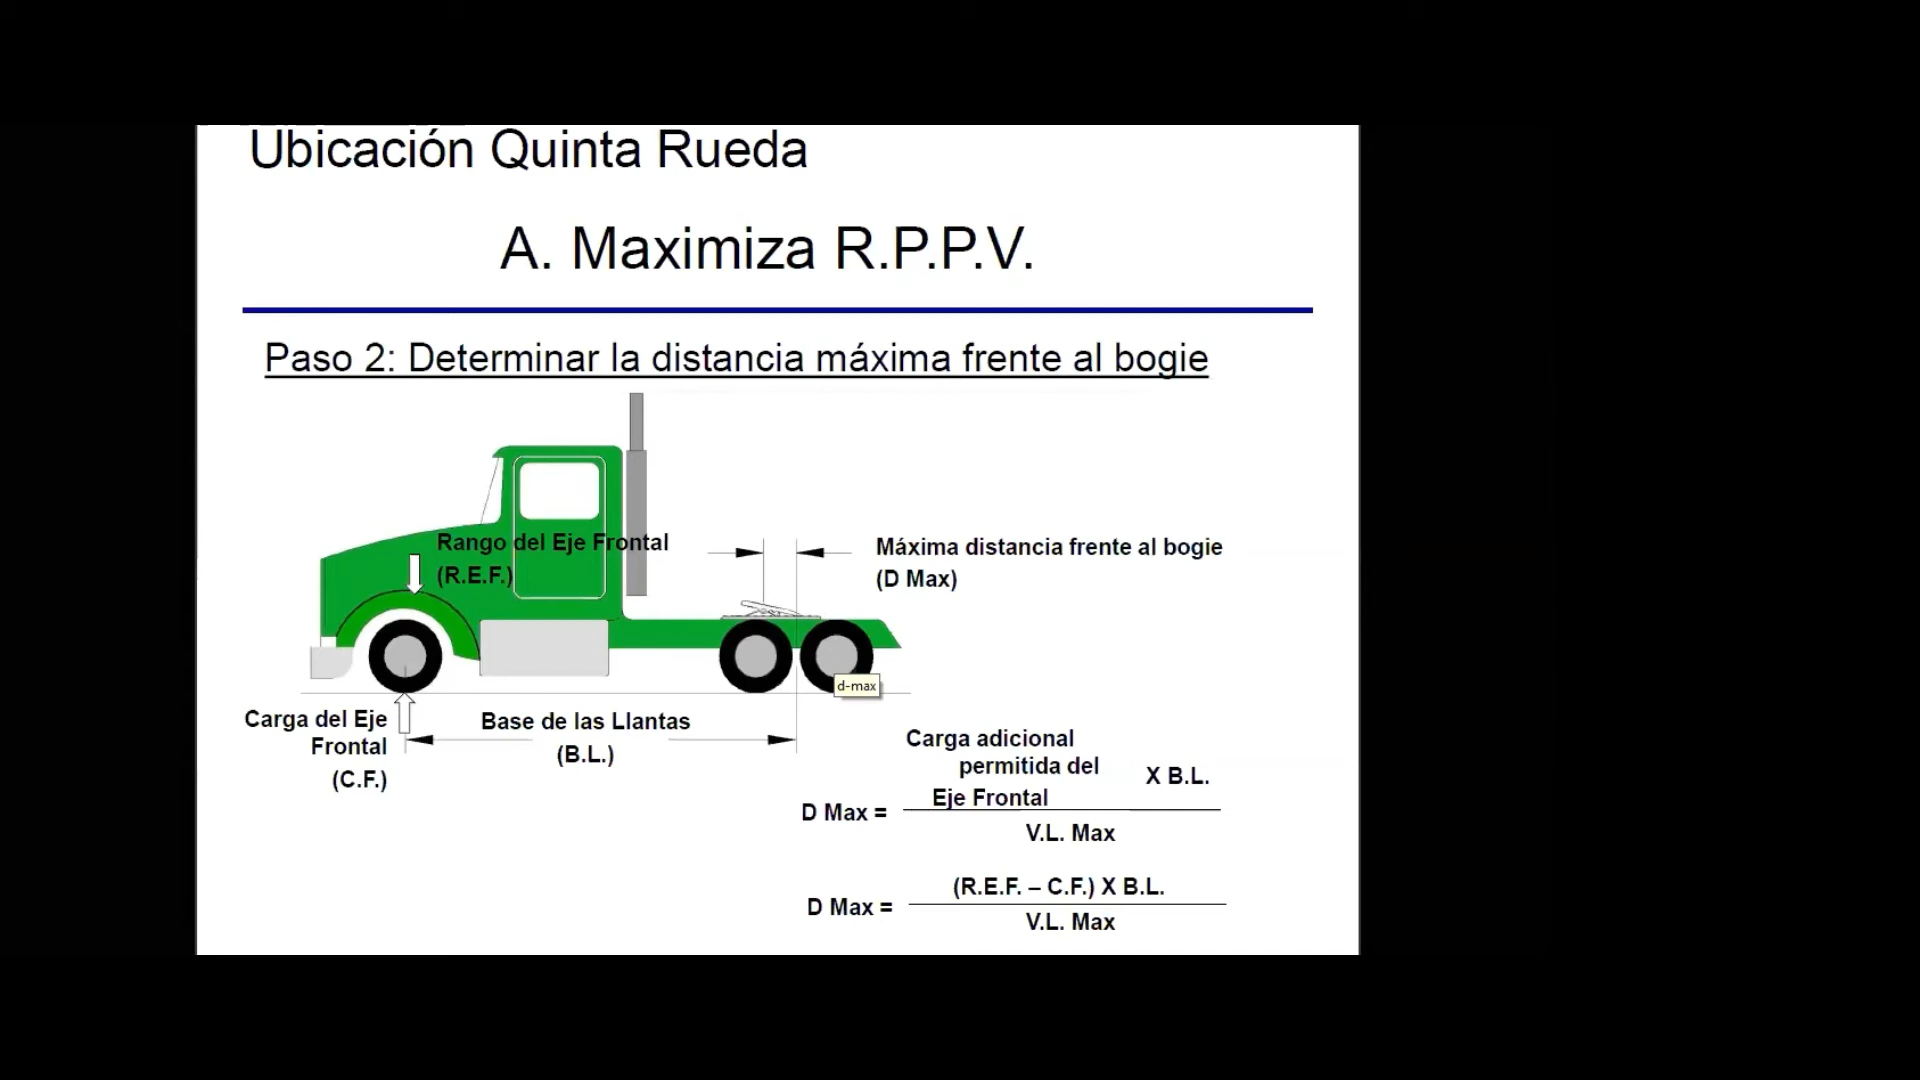 Ubicación Quinta Rueda
A. Maximiza R.P.P.V.
Paso 2: Determinar la distancia máxima frente al bogie
Rango del Eje Frontal
(R.E.F.)
Máxima distancia frente al bogie
(D Max)
d-max
Carga del Eje
Frontal
(C.F.)
Base de las Llantas
(B.L.)
Carga adicional
permitida del
Eje Frontal
X B.L.
D Max =
V.L. Max
(R.E.F. – C.F.) X B.L.
D Max =
V.L. Max